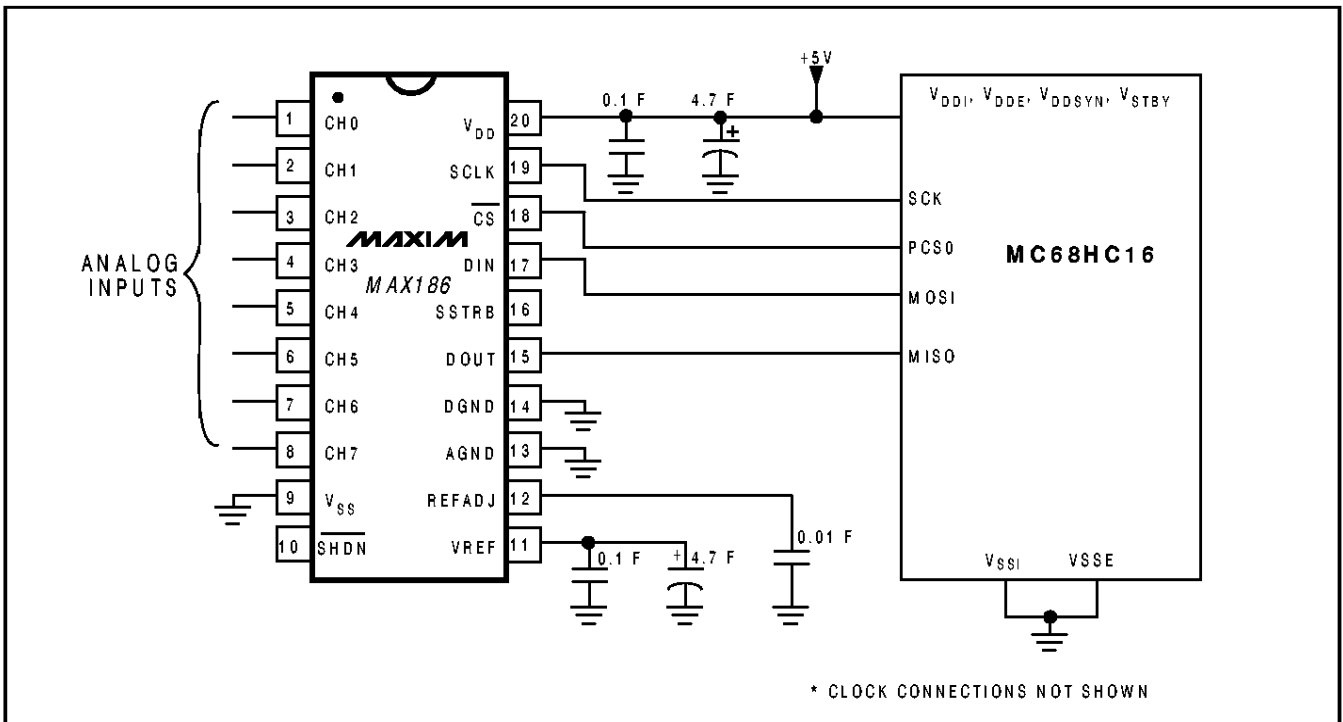 +5V
0.1 F
4.7 F
VDDI, VDDE, VDDSYN, VSTBY
1 CH0
VDD 20
2 CH1
SCLK 19
SCK
3 CH2
CS 18
MAXIM
PCS0
MC68HC16
ANALOG
INPUTS
4 CH3
DIN 17
MAX186
MOSI
5 CH4
SSTRB 16
6 CH5
DOUT 15
MISO
7 CH6
DGND 14
8 CH7
AGND 13
9 VSS
REFADJ 12
10 SHDN
VREF 11
0.1 F
+ 4.7 F
0.01 F
VSSI
VSSE
* CLOCK CONNECTIONS NOT SHOWN